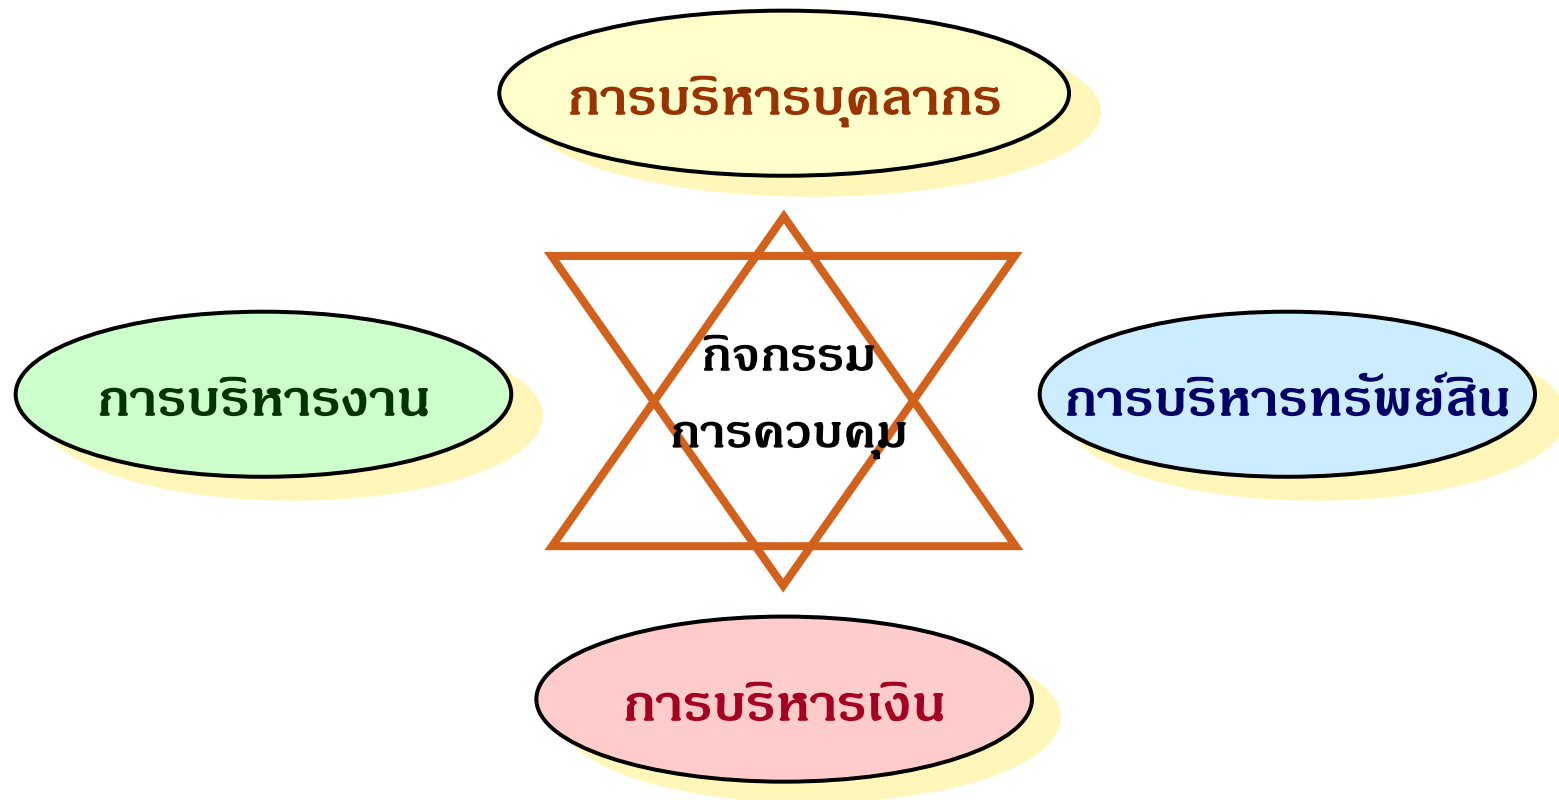 การบริหารบุคลากร
กิจกรรม
การควบคุม
การบริหารงาน
การบริหารทรัพย์สิน
การบริหารเงิน